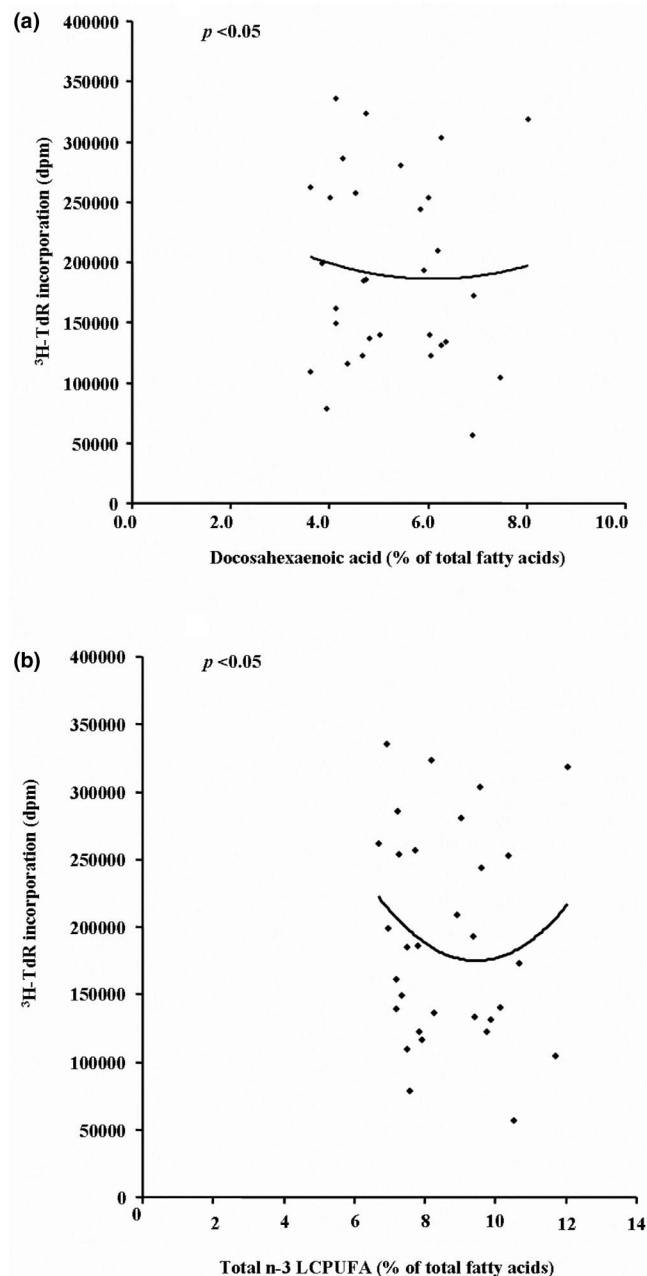 (a)
p <0.05
400000
350000
300000
250000
200000
150000
100000
50000
0
³H-TdR incorporation (dpm)
0.0 2.0 4.0 6.0 8.0 10.0
Docosahexaenoic acid (% of total fatty acids)
(b)
p <0.05
400000
350000
300000
250000
200000
150000
100000
50000
0
³H-TdR incorporation (dpm)
0 2 4 6 8 10 12 14
Total n-3 LCPUFA (% of total fatty acids)